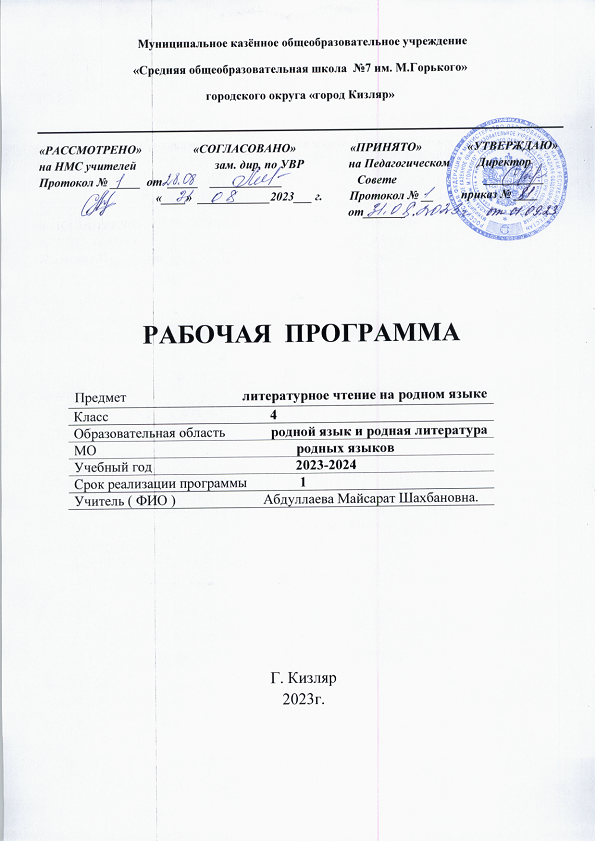 Муниципальное казённое общеобразовательное учреждение
«Средняя общеобразовательная школа №7 им. М.Горького»
городского округа «город Кизляр»
«РАССМОТРЕНО» «СОГЛАСОВАНО» «ПРИНЯТО» «УТВЕРЖДАЮ»
на НМС учителей зам. дир, по УВР на Педагогическом Директор
Протокол № 1 от 28.08 Совете
« 31» 08 2023 г. Протокол № 1 приказ №
от 31.08.2023г. от 01.09.23
РАБОЧАЯ ПРОГРАММА
Предмет литературное чтение на родном языке
Класс 4
Образовательная область родной язык и родная литература
МО родных языков
Учебный год 2023-2024
Срок реализации программы 1
Учитель ( ФИО ) Абдуллаева Майсарат Шахбановна.
Г. Кизляр
2023г.